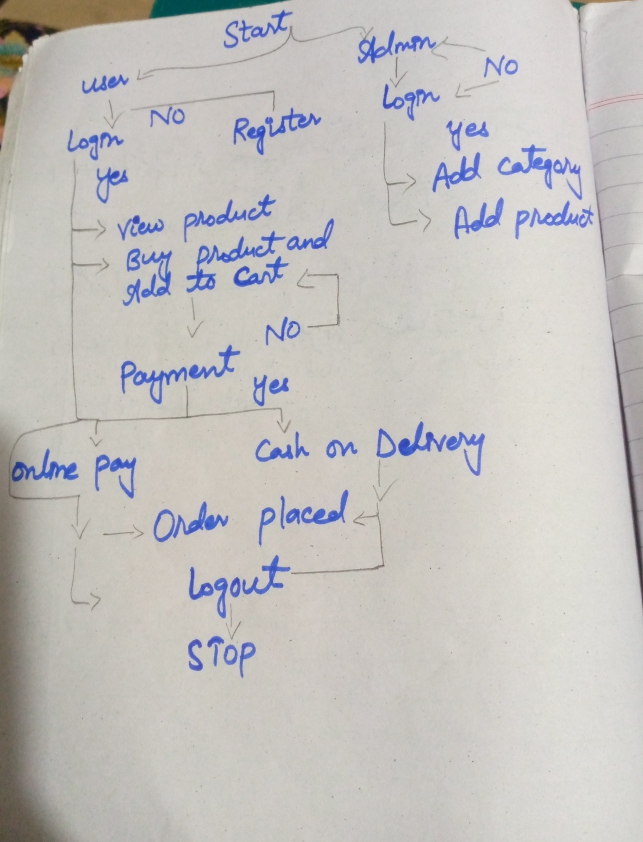 Start
user
Admin
NO
Login
NO
Register
Login
Yes
yes
View product
Add category
Buy product and
Add product
Add to Cart
NO
Payment
Yes
online pay
Cash on Delivery
Order placed
Logout
STOP